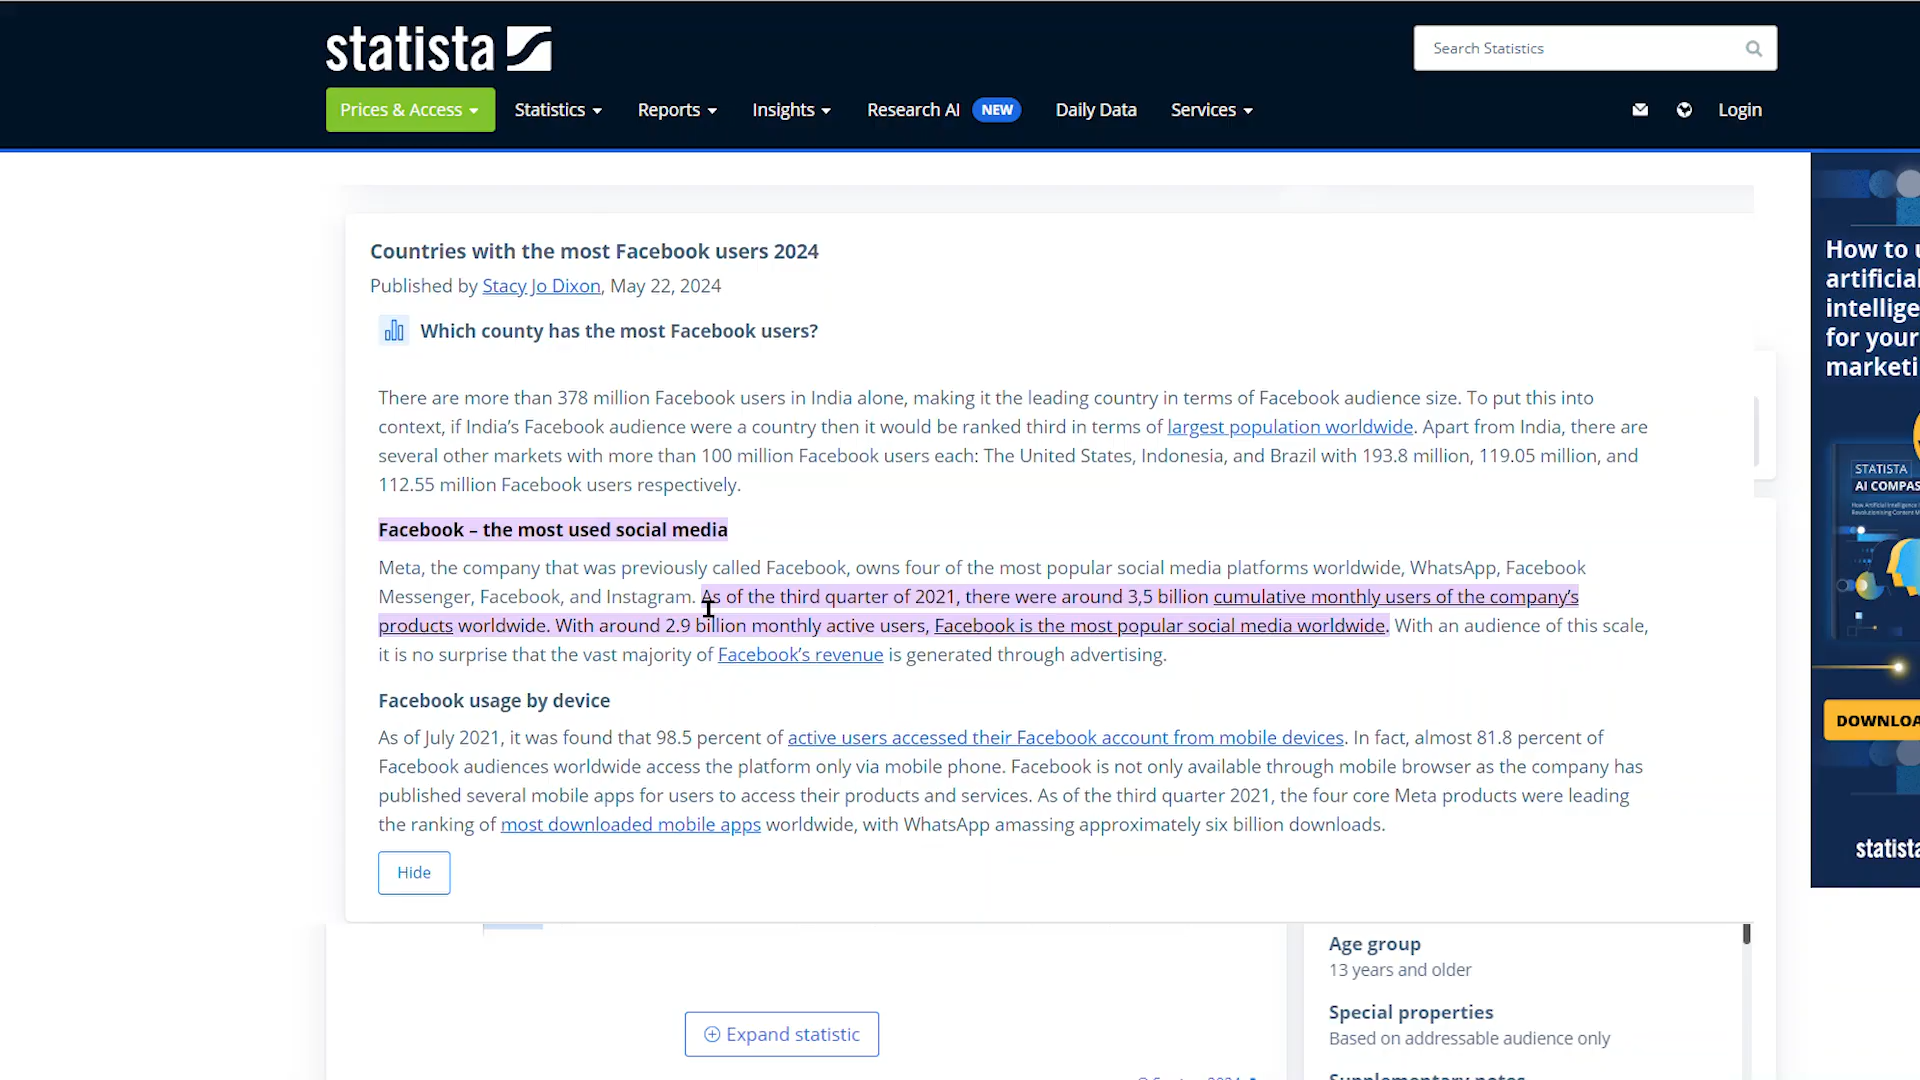 statista
Search Statistics
Prices & Access
Statistics
Reports
Insights
Research AI NEW
Daily Data
Services
Login
Countries with the most Facebook users 2024
Published by Stacy Jo Dixon, May 22, 2024
Which county has the most Facebook users?
There are more than 378 million Facebook users in India alone, making it the leading country in terms of Facebook audience size. To put this into
context, if India's Facebook audience were a country then it would be ranked third in terms of largest population worldwide. Apart from India, there are
several other markets with more than 100 million Facebook users each: The United States, Indonesia, and Brazil with 193.8 million, 119.05 million, and
112.55 million Facebook users respectively.
Facebook – the most used social media
Meta, the company that was previously called Facebook, owns four of the most popular social media platforms worldwide, WhatsApp, Facebook
Messenger, Facebook, and Instagram. As of the third quarter of 2021, there were around 3,5 billion cumulative monthly users of the company's
products worldwide. With around 2.9 billion monthly active users, Facebook is the most popular social media worldwide. With an audience of this scale,
it is no surprise that the vast majority of Facebook's revenue is generated through advertising.
Facebook usage by device
As of July 2021, it was found that 98.5 percent of active users accessed their Facebook account from mobile devices. In fact, almost 81.8 percent of
Facebook audiences worldwide access the platform only via mobile phone. Facebook is not only available through mobile browser as the company has
published several mobile apps for users to access their products and services. As of the third quarter 2021, the four core Meta products were leading
the ranking of most downloaded mobile apps worldwide, with WhatsApp amassing approximately six billion downloads.
Hide
Expand statistic
Age group
13 years and older
Special properties
Based on addressable audience only
How to u
artificial
intellige
for your
marketi
STATISTA
AI COMPAS
DOWNLOA
statista